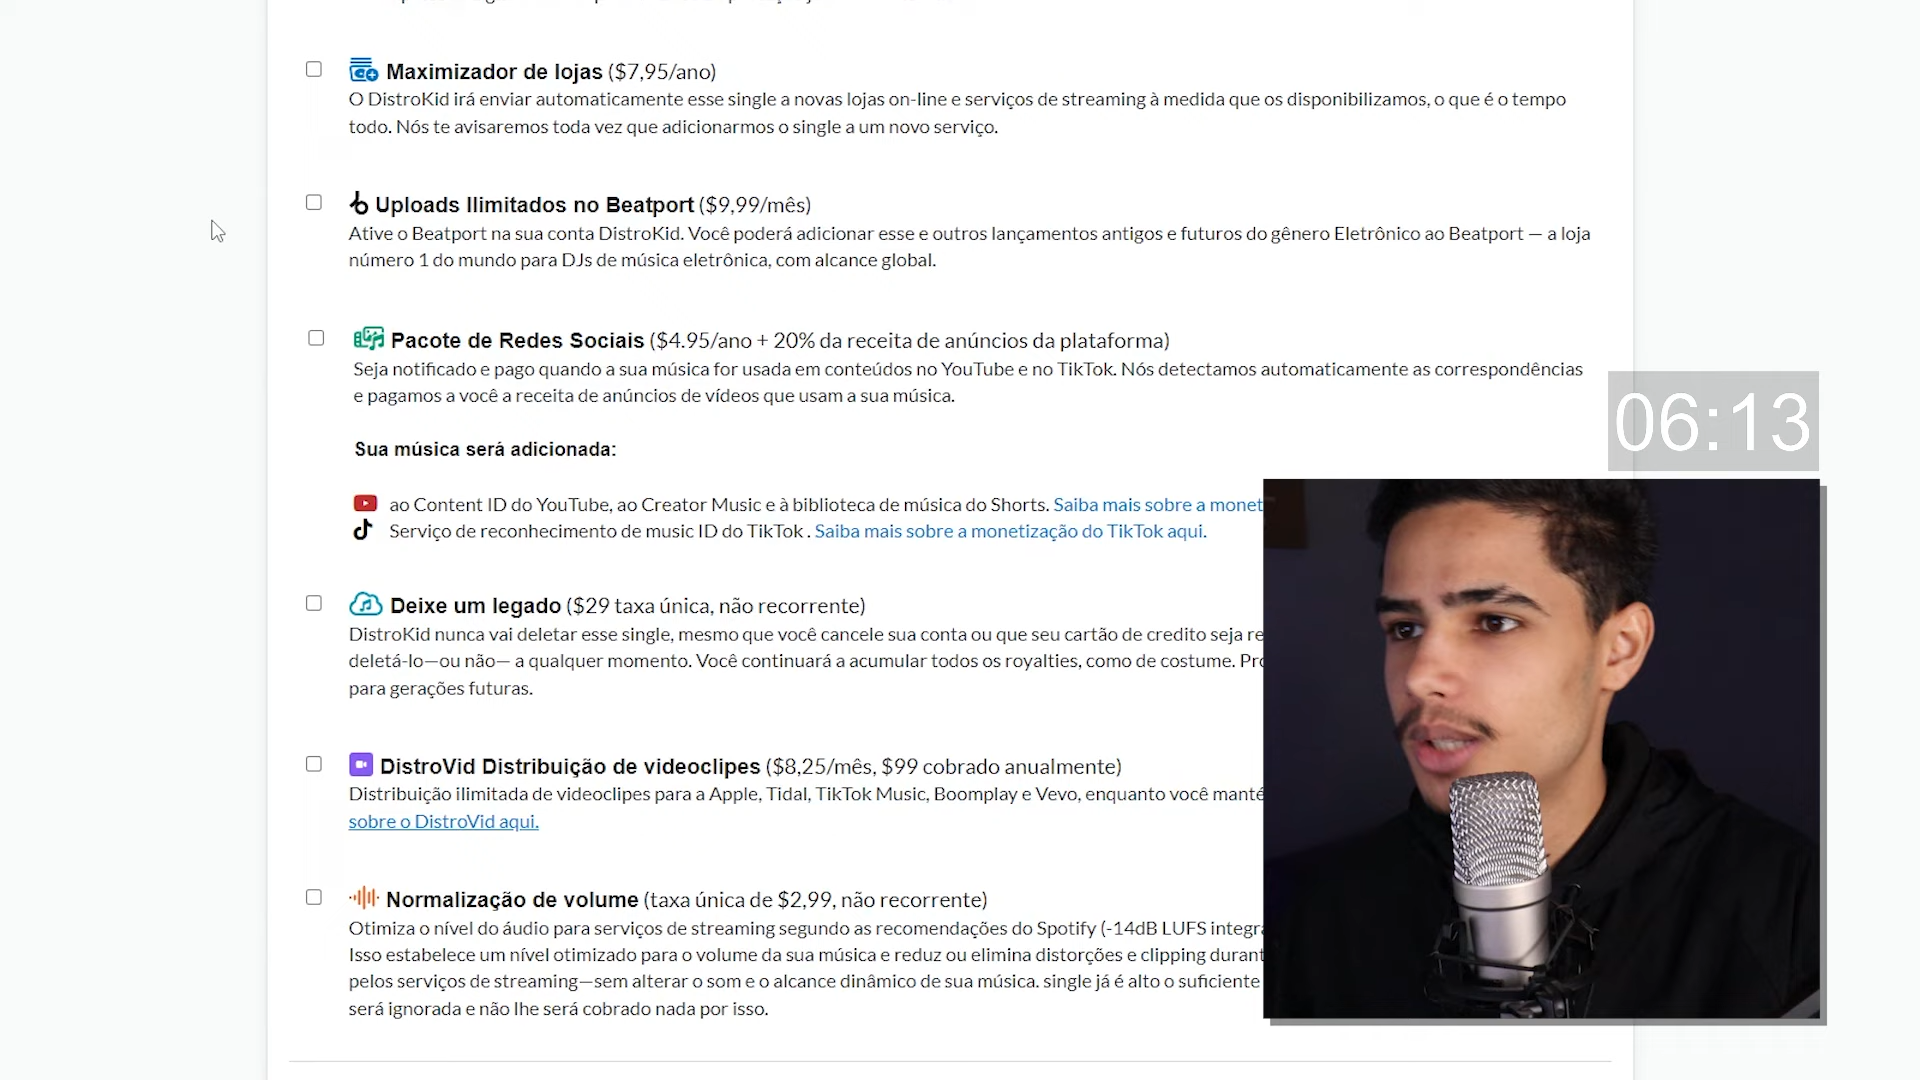 Maximizador de lojas ($7,95/ano)
O DistroKid irá enviar automaticamente esse single a novas lojas on-line e serviços de streaming à medida que os disponibilizamos, o que é o tempo
todo. Nós te avisaremos toda vez que adicionarmos o single a um novo serviço.
Uploads Ilimitados no Beatport ($9,99/mês)
Ative o Beatport na sua conta DistroKid. Você poderá adicionar esse e outros lançamentos antigos e futuros do gênero Eletrônico ao Beatport — a loja
número 1 do mundo para DJs de música eletrônica, com alcance global.
Pacote de Redes Sociais ($4.95/ano + 20% da receita de anúncios da plataforma)
Seja notificado e pago quando a sua música for usada em conteúdos no YouTube e no TikTok. Nós detectamos automaticamente as correspondências
e pagamos a você a receita de anúncios de vídeos que usam a sua música.
06:13
Sua música será adicionada:
ao Content ID do YouTube, ao Creator Music e à biblioteca de música do Shorts. Saiba mais sobre a
Serviço de reconhecimento de music ID do TikTok . Saiba mais sobre a monetização do TikTok aqui.
Deixe um legado ($29 taxa única, não recorrente)
DistroKid nunca vai deletar esse single, mesmo que você cancele sua conta ou que seu cartão de credito seja
deletá-lo—ou não— a qualquer momento. Você continuará a acumular todos os royalties, como de costume.
para gerações futuras.
DistroVid Distribuição de videoclipes ($8,25/mês, $99 cobrado anualmente)
Distribuição ilimitada de videoclipes para a Apple, Tidal, TikTok Music, Boomplay e Vevo, enquanto você
sobre o DistroVid aqui.
Normalização de volume (taxa única de $2,99, não recorrente)
Otimiza o nível do áudio para serviços de streaming segundo as recomendações do Spotify (-14dB LUFS
Isso estabelece um nível otimizado para o volume da sua música e reduz ou elimina distorções e clipping
pelos serviços de streaming—sem alterar o som e o alcance dinâmico de sua música. single já é alto o suficiente
será ignorada e não lhe será cobrado nada por isso.